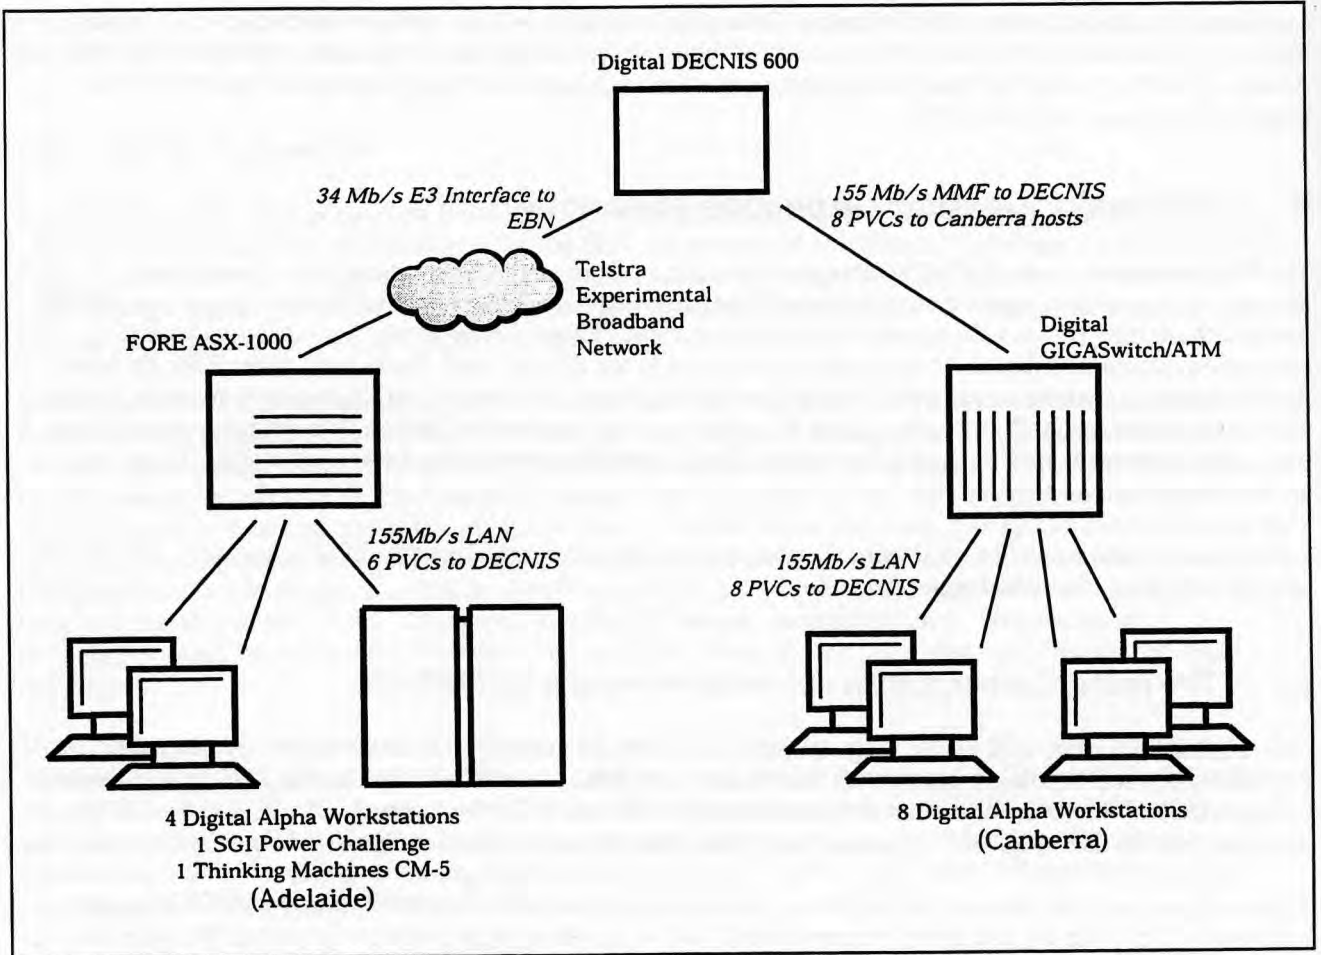 Digital DECNIS 600
34 Mb/s E3 Interface to
EBN
155 Mb/s MMF to DECNIS
8 PVCs to Canberra hosts
Telstra
Experimental
Broadband
Network
FORE ASX-1000
Digital
GIGASwitch/ATM
155Mb/s LAN
6 PVCs to DECNIS
155Mb/s LAN
8 PVCs to DECNIS
4 Digital Alpha Workstations
1 SGI Power Challenge
1 Thinking Machines CM-5
(Adelaide)
8 Digital Alpha Workstations
(Canberra)